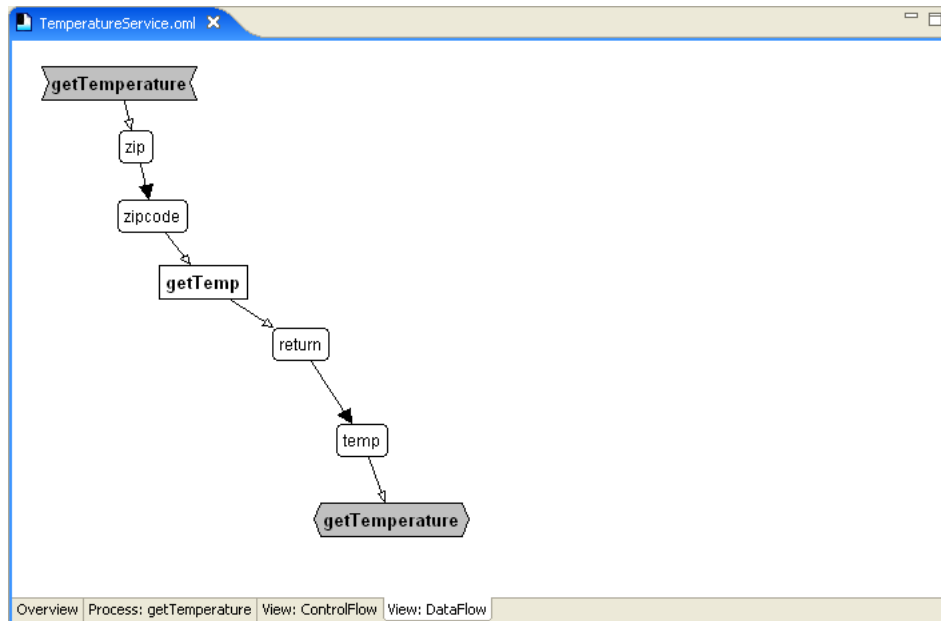 TemperatureService.oml
getTemperature
zip
zipcode
getTemp
return
temp
getTemperature
Overview Process: getTemperature View: ControlFlow View: DataFlow